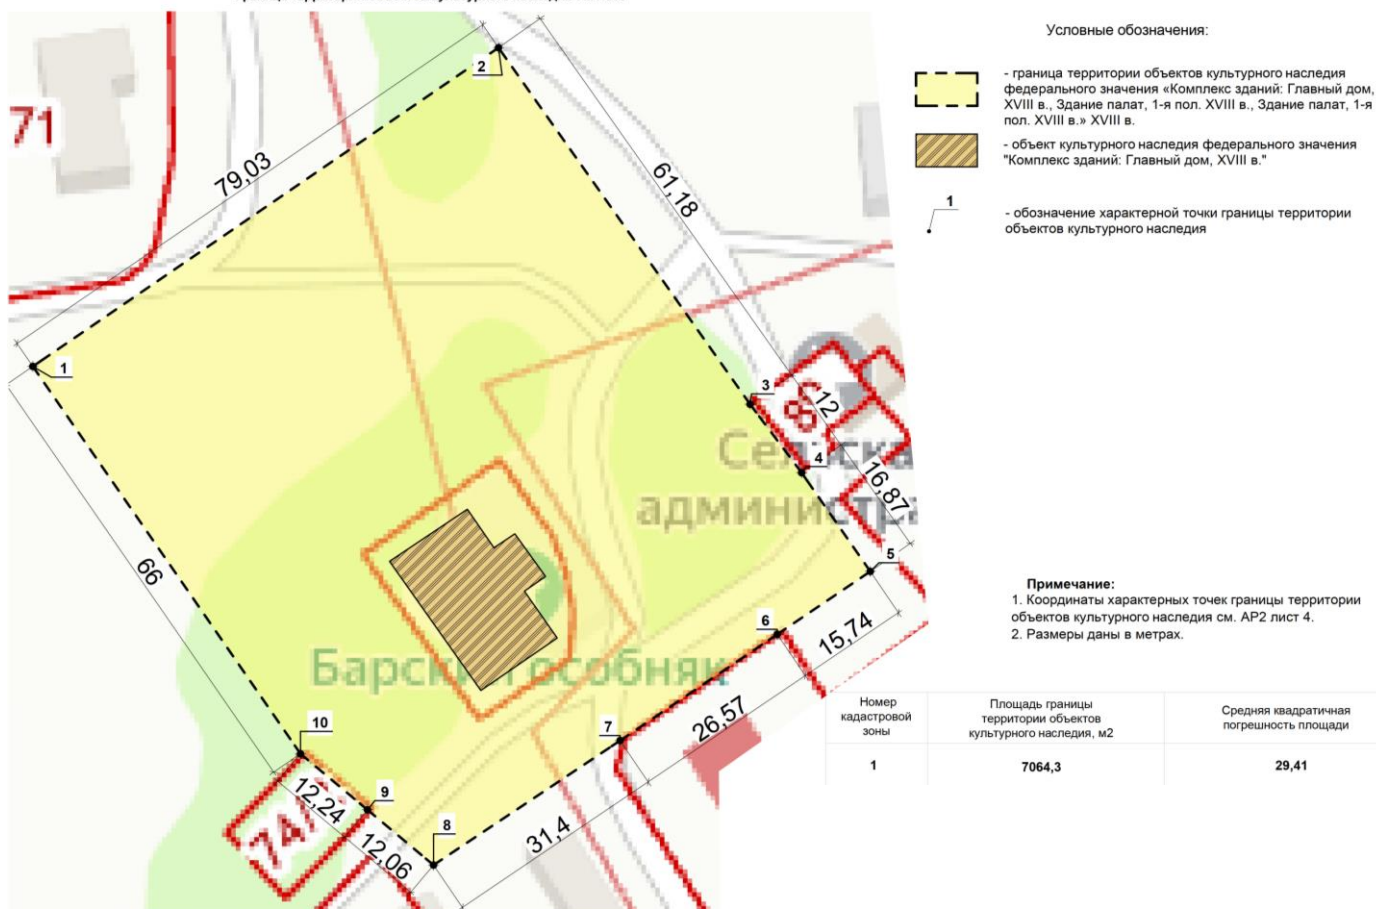 Условные обозначения:
- граница территории объектов культурного наследия
федерального значения «Комплекс зданий: Главный дом,
XVIII в., Здание палат, 1-я пол. XVIII в., Здание палат, 1-я
пол. XVIII в.» XVIII в.
- объект культурного наследия федерального значения
"Комплекс зданий: Главный дом, XVIII в."
1
- обозначение характерной точки границы территории
объектов культурного наследия
71
2
79,03
61,18
1
3
12
4
16,87
5
администра
66
6
15,74
Барский особняк
26,57
7
10
9
12,24
8
12,06
31,4
Примечание:
1. Координаты характерных точек границы территории
объектов культурного наследия см. АР2 лист 4.
2. Размеры даны в метрах.
Номер
кадастровой
зоны
Площадь границы
территории объектов
культурного наследия, м2
Средняя квадратичная
погрешность площади
1
7064,3
29,41